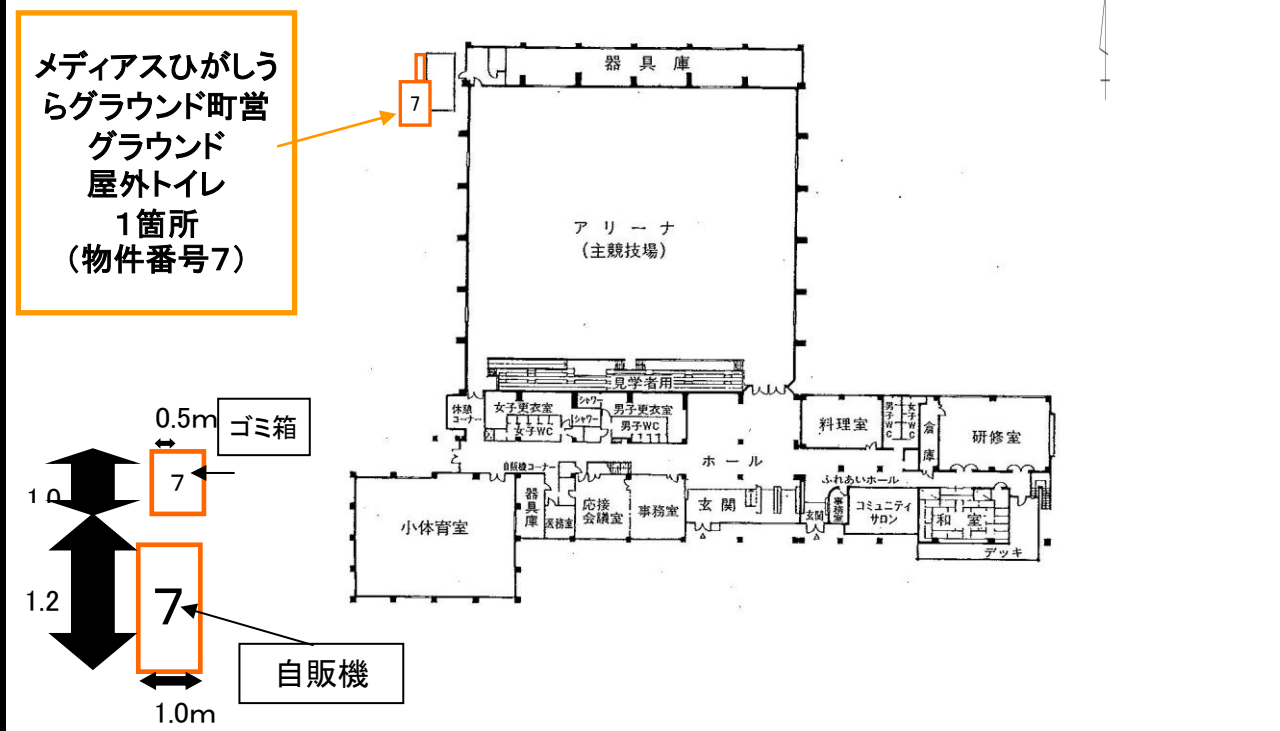 メディアスひがしう
らグラウンド町営
グラウンド
屋外トイレ
1箇所
(物件番号7)
7
器具庫
アリーナ
(主競技場)
見学者用
休憩
コーナー
女子更衣室
シャワー
シャワー
男子更衣室
女子WC
男子WC
料理室
男子WC
女子WC
倉庫
研修室
ホール
自販機コーナー
ふれあいホール
小体育室
器具庫
医務室
応接
会議室
事務室
玄関
玄関
事務室
コミュニティ
サロン
和室
デッキ
0.5m
ゴミ箱
7
1.0
1.2
7
自販機
1.0m